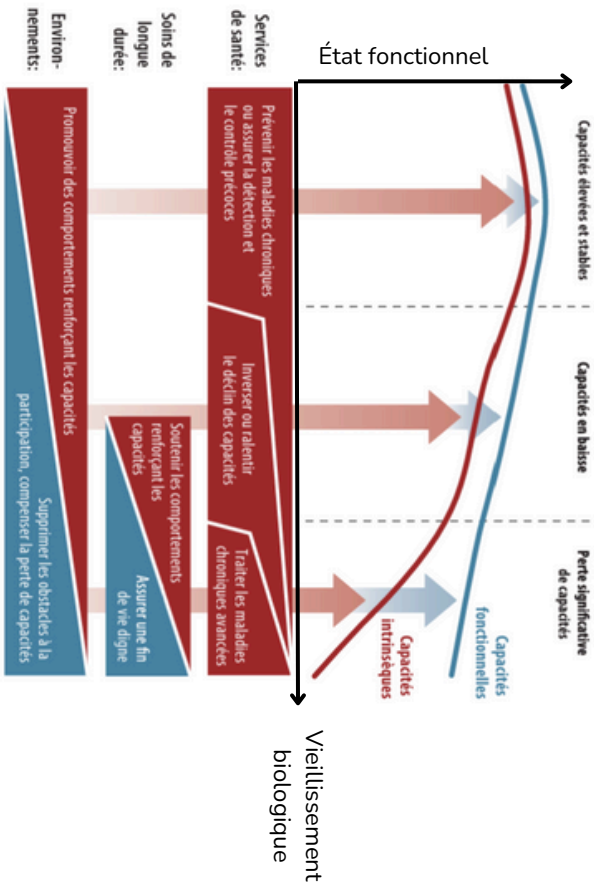 État fonctionnel
Capacités élevées et stables
Capacités en baisse
Perte significative
de capacités
Capacités
fonctionnelles
Capacités
intrinsèques
Vieillissement
biologique
Services
de santé:
Prévenir les maladies chroniques
ou assurer la détection et
le contrôle précoces
Inverser ou ralentir
le déclin des capacités
Traiter les maladies
chroniques avancées
Soins de
longue
durée:
Soutenir les comportements
renforçant les
capacités
Assurer une fin
de vie digne
Environ-
nements:
Promouvoir des comportements renforçant les capacités
Supprimer les obstacles à la
participation, compenser la perte de capacités